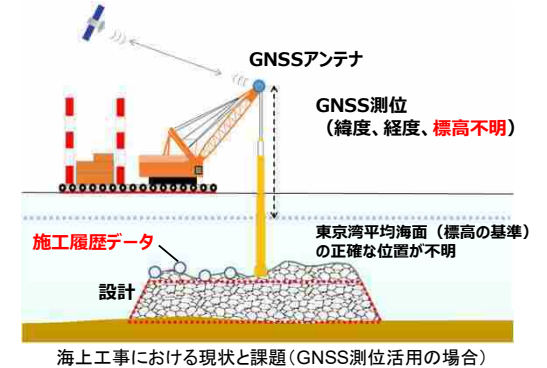 GNSSアンテナ
GNSS測位
（緯度、経度、標高不明）
東京湾平均海面（標高の基準）
の正確な位置が不明
施工履歴データ
設計
海上工事における現状と課題（GNSS測位活用の場合）